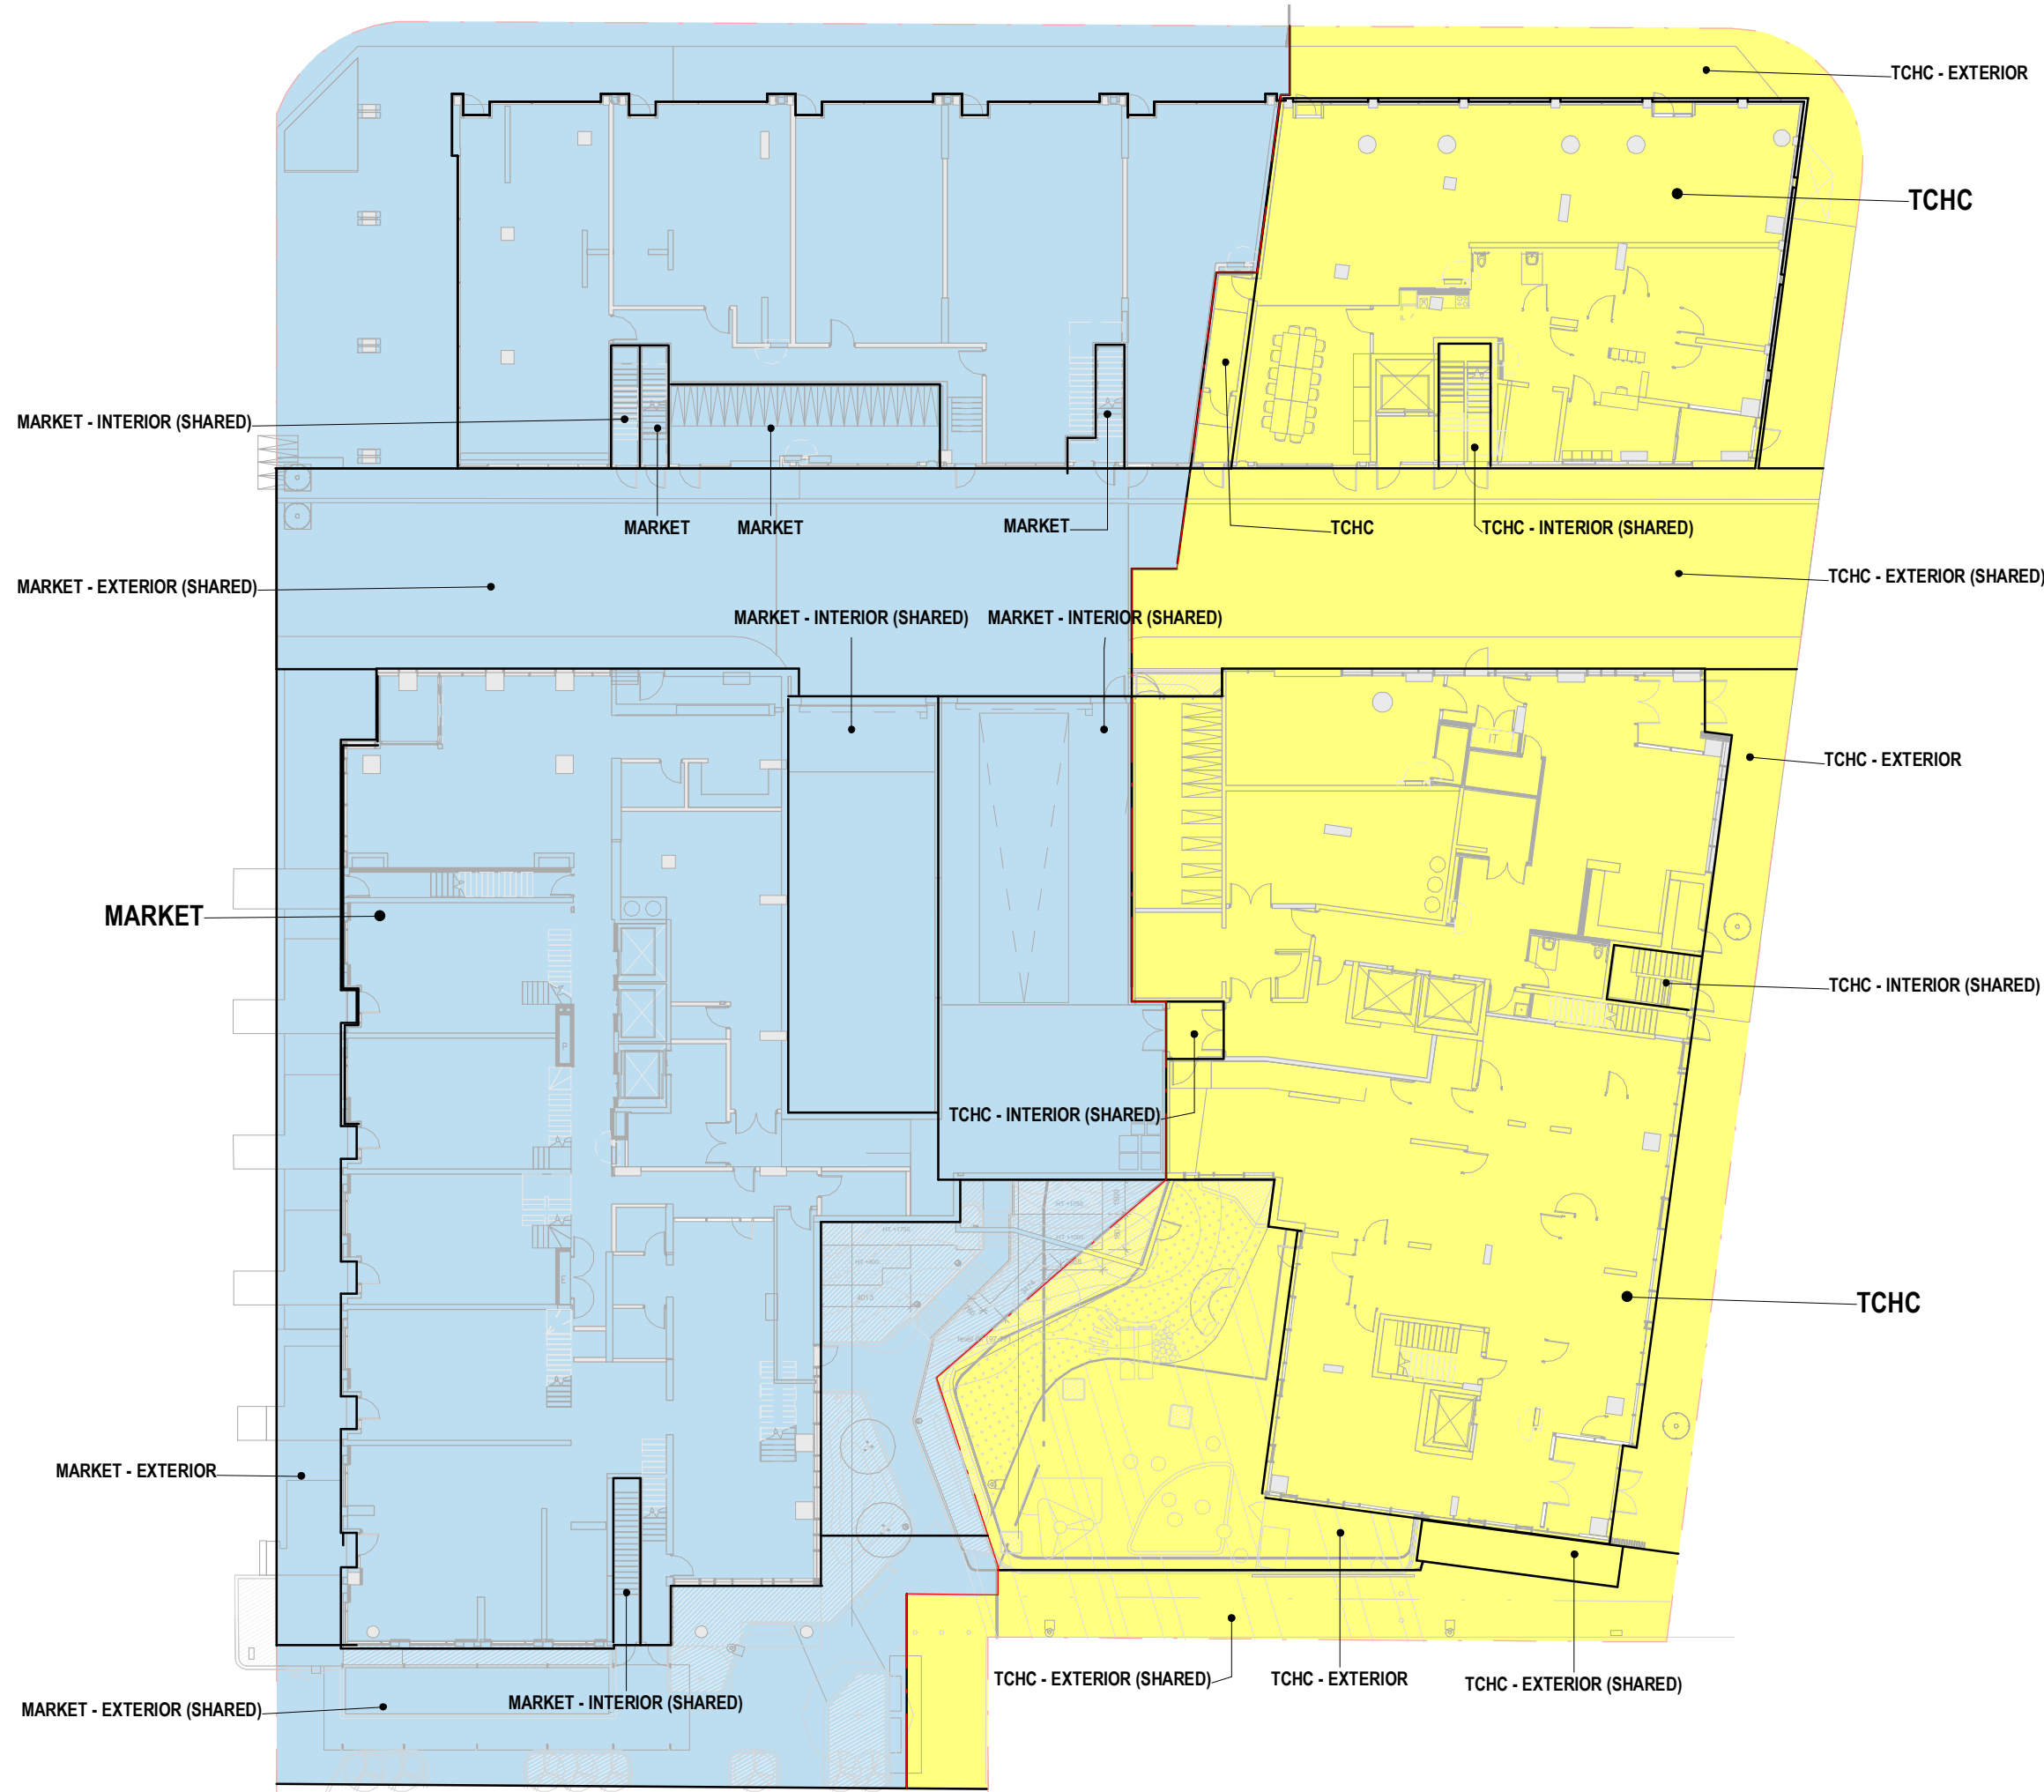 TCHC - EXTERIOR
TCHC
MARKET - INTERIOR (SHARED)
MARKET
MARKET
MARKET
TCHC
TCHC - INTERIOR (SHARED)
MARKET - EXTERIOR (SHARED)
TCHC - EXTERIOR (SHARED)
MARKET - INTERIOR (SHARED)
MARKET - INTERIOR (SHARED)
IT
TCHC - EXTERIOR
MARKET
TCHC - INTERIOR (SHARED)
TCHC - INTERIOR (SHARED)
E
4013
TCHC
MARKET - EXTERIOR
TCHC - EXTERIOR (SHARED)
TCHC - EXTERIOR
TCHC - EXTERIOR (SHARED)
MARKET - EXTERIOR (SHARED)
MARKET - INTERIOR (SHARED)